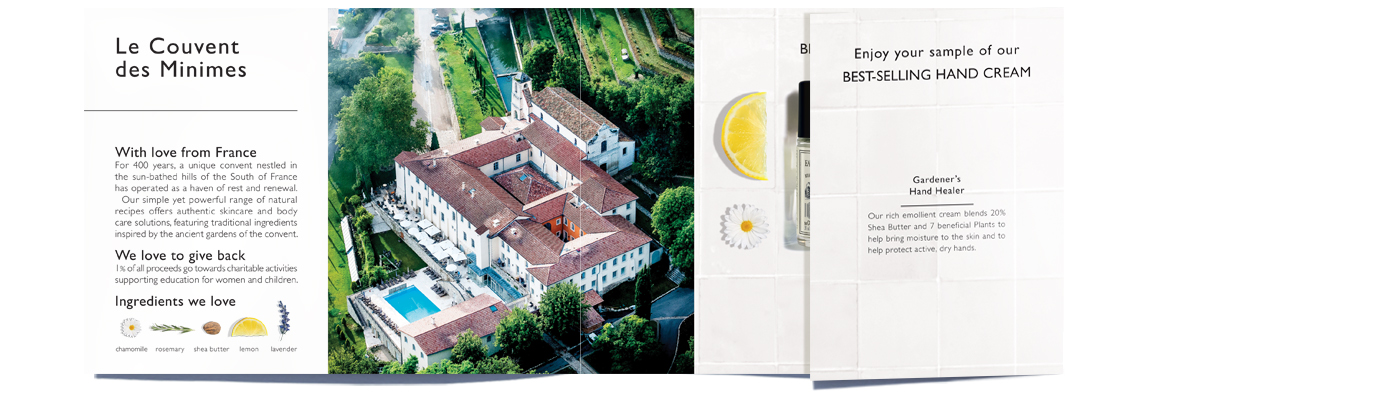 Le Couvent
des Minimes
With love from France
For 400 years, a unique convent nestled in
the sun-bathed hills of the South of France
has operated as a haven of rest and renewal.
Our simple yet powerful range of natural
recipes offers authentic skincare and body
care solutions, featuring traditional ingredients
inspired by the ancient gardens of the convent.
We love to give back
1% of all proceeds go towards charitable activities
supporting education for women and children.
Ingredients we love
chamomille rosemary shea butter lemon lavender
Enjoy your sample of our
BEST-SELLING HAND CREAM
Gardener's
Hand Healer
Our rich emollient cream blends 20%
Shea Butter and 7 beneficial Plants to
help bring moisture to the skin and to
help protect active, dry hands.